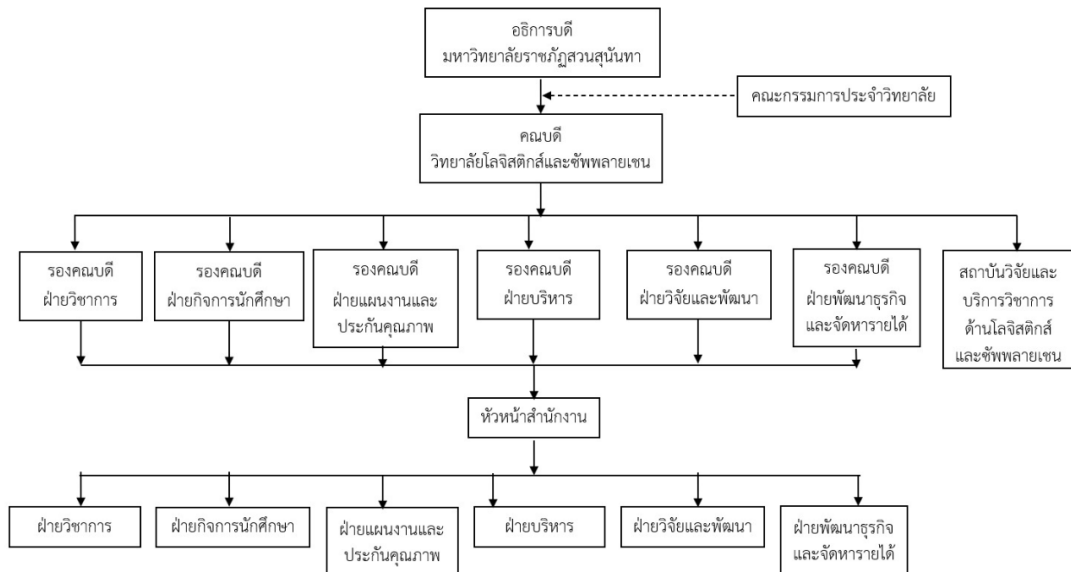 อธิการบดี
มหาวิทยาลัยราชภัฏสวนสุนันทา
คณะกรรมการประจำวิทยาลัย
คณบดี
วิทยาลัยโลจิสติกส์และซัพพลายเชน
รองคณบดี
ฝ่ายวิชาการ
รองคณบดี
ฝ่ายกิจการนักศึกษา
รองคณบดี
ฝ่ายแผนงานและ
ประกันคุณภาพ
รองคณบดี
ฝ่ายบริหาร
รองคณบดี
ฝ่ายวิจัยและพัฒนา
รองคณบดี
ฝ่ายพัฒนาธุรกิจ
และจัดหารายได้
สถาบันวิจัยและ
บริการวิชาการ
ด้านโลจิสติกส์
และซัพพลายเชน
หัวหน้าสำนักงาน
ฝ่ายวิชาการ
ฝ่ายกิจการนักศึกษา
ฝ่ายแผนงานและ
ประกันคุณภาพ
ฝ่ายบริหาร
ฝ่ายวิจัยและพัฒนา
ฝ่ายพัฒนาธุรกิจ
และจัดหารายได้